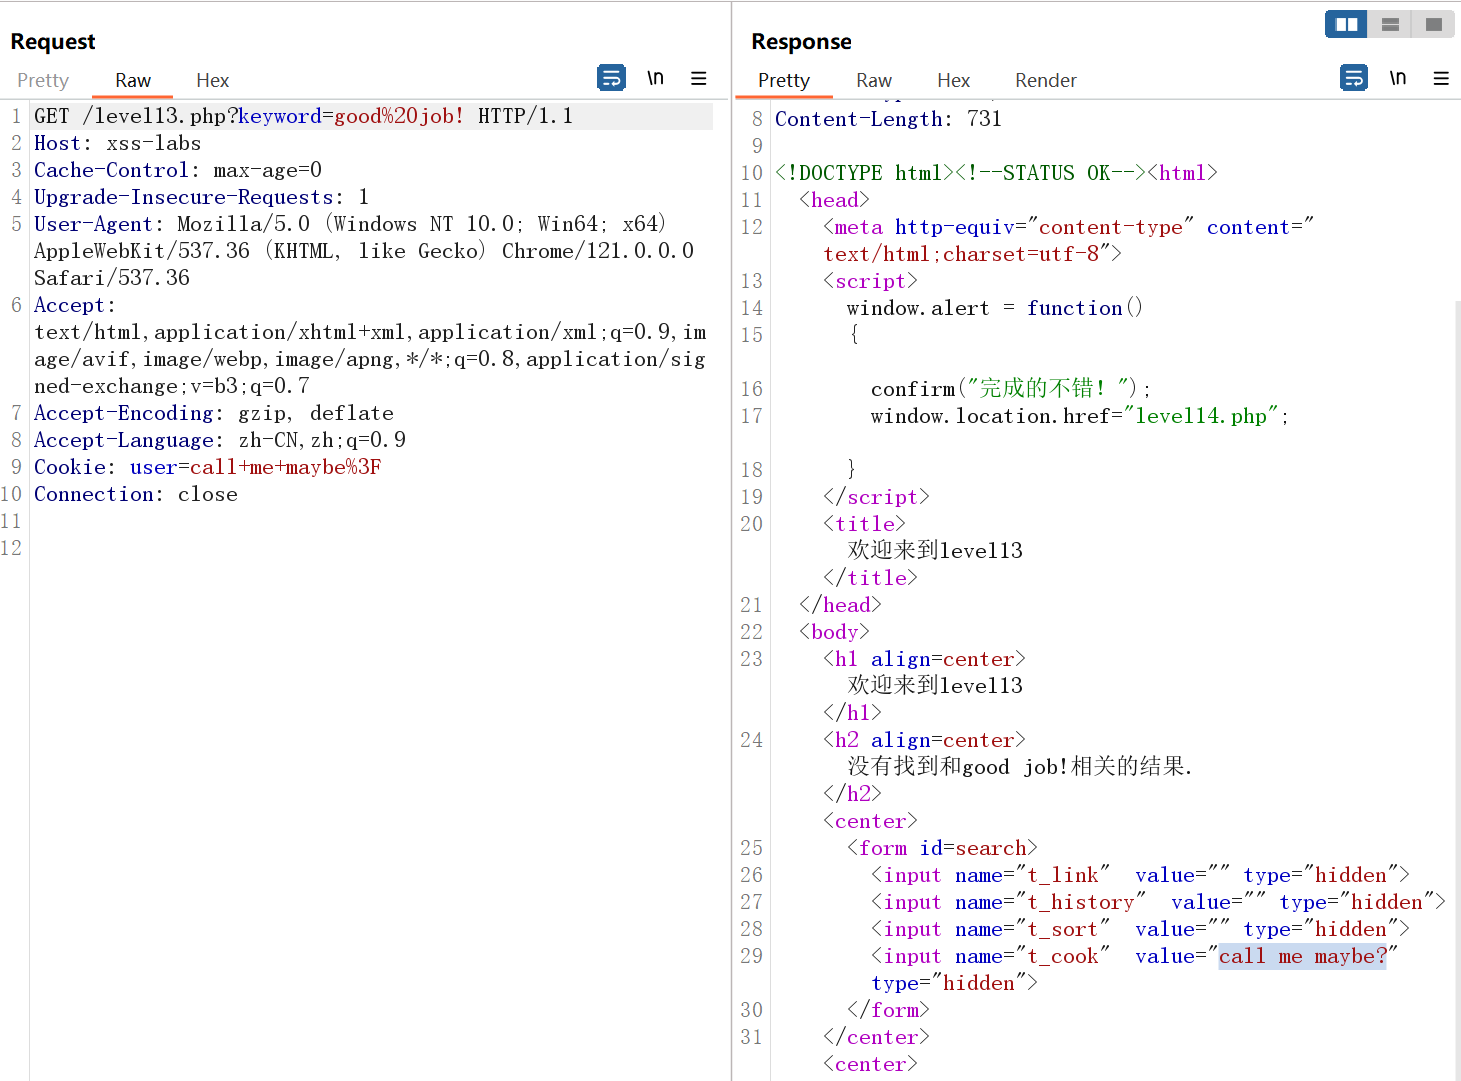 Request
Pretty Raw Hex
\n
1 GET /level13.php?keyword=good%20job! HTTP/1.1
2 Host: xss-labs
3 Cache-Control: max-age=0
4 Upgrade-Insecure-Requests: 1
5 User-Agent: Mozilla/5.0 (Windows NT 10.0; Win64; x64)
AppleWebKit/537.36 (KHTML, like Gecko) Chrome/121.0.0.0
Safari/537.36
6 Accept:
text/html,application/xhtml+xml,application/xml;q=0.9,im
age/avif,image/webp,image/apng,*/*;q=0.8,application/sig
ned-exchange;v=b3;q=0.7
7 Accept-Encoding: gzip, deflate
8 Accept-Language: zh-CN,zh;q=0.9
9 Cookie: user=call+me+maybe%3F
10 Connection: close
11
12
Response
Pretty Raw Hex Render
\n
8 Content-Length: 731
9
10 <!DOCTYPE html><!--STATUS OK--><html>
11 <head>
12 <meta http-equiv="content-type" content="
text/html;charset=utf-8">
13 <script>
14 window.alert = function()
15 {
16 confirm("完成的不错！");
17 window.location.href="level14.php";
18 }
19 </script>
20 <title>
欢迎来到level13
</title>
21 </head>
22 <body>
23 <h1 align=center>
欢迎来到level13
</h1>
24 <h2 align=center>
没有找到和good job!相关的结果.
</h2>
<center>
25 <form id=search>
26 <input name="t_link"  value="" type="hidden">
27 <input name="t_history"  value="" type="hidden">
28 <input name="t_sort"  value="" type="hidden">
29 <input name="t_cook"  value="call me maybe?"
type="hidden">
30 </form>
31 </center>
<center>